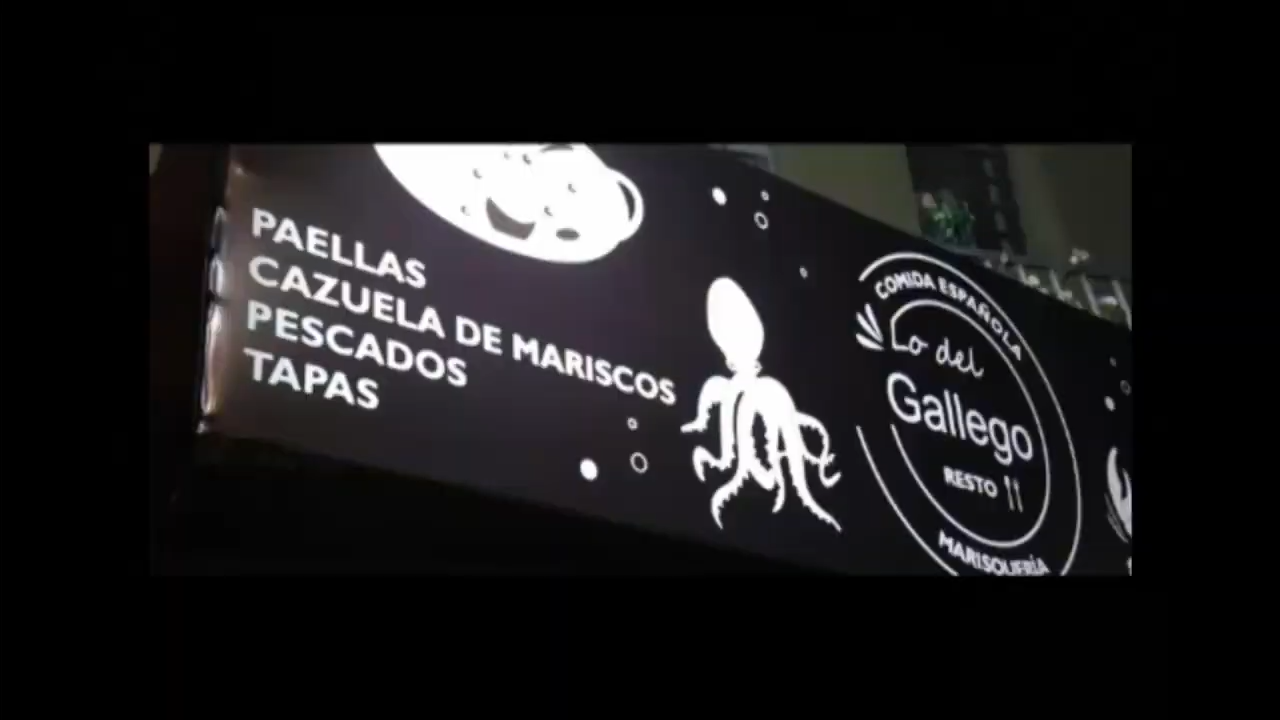 PAELLAS
CAZUELA DE MARISCOS
PESCADOS
TAPAS
COMIDA ESPAÑOLA
Lo del
Gallego
RESTO
MARISQUERÍA